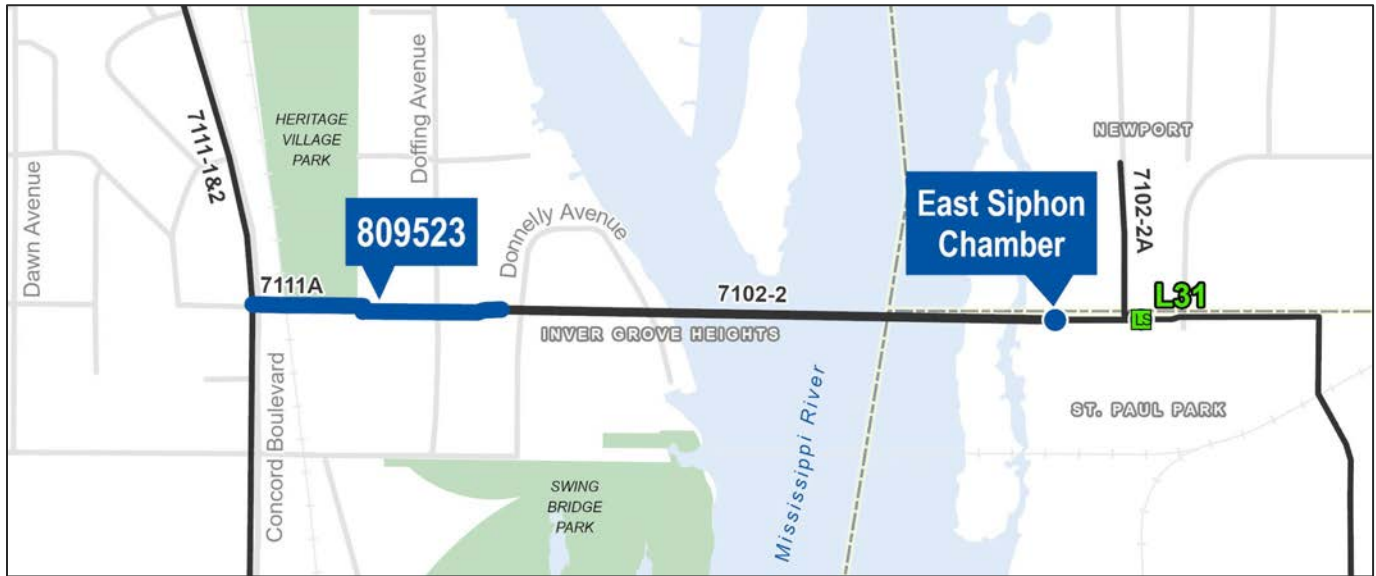 HERITAGE
VILLAGE
PARK
Doffing Avenue
7111-1&2
NEWPORT
Dawn Avenue
809523
Donnelly Avenue
East Siphon
Chamber
7102-2A
7111A
7102-2
L31
LS
INVER GROVE HEIGHTS
Concord Boulevard
Mississippi River
ST. PAUL PARK
SWING
BRIDGE
PARK